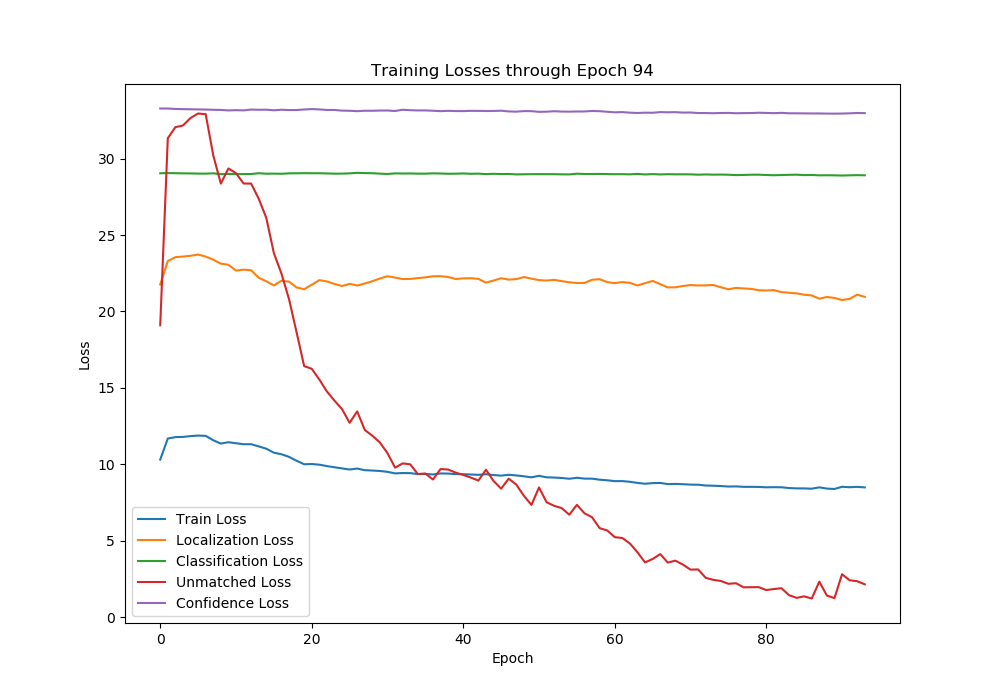 Training Losses through Epoch 94
Loss
30
25
20
15
10
5
0
Train Loss
Localization Loss
Classification Loss
Unmatched Loss
Confidence Loss
0 20 40 60 80
Epoch